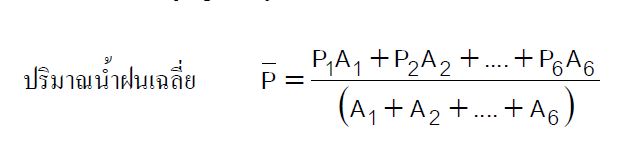 ปริมาณน้ำฝนเฉลี่ย P̅ = (P₁A₁ + P₂A₂ + .... + P₆A₆) / (A₁ + A₂ + .... + A₆)